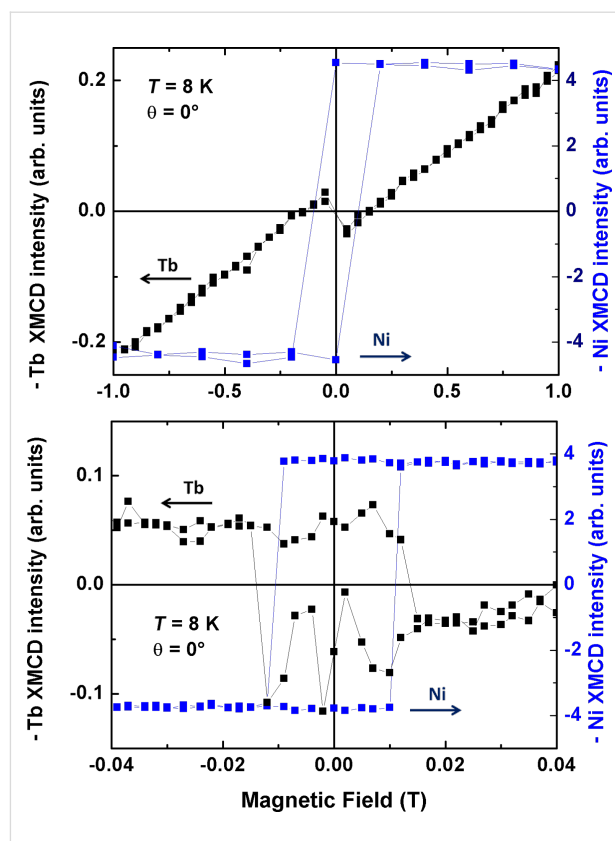 T = 8 K
θ = 0°
- Tb XMCD intensity (arb. units)
- Ni XMCD intensity (arb. units)
0.2
0.0
-0.2
4
2
0
-2
-4
Tb
Ni
-1.0 -0.5 0.0 0.5 1.0
- Tb XMCD intensity (arb. units)
- Ni XMCD intensity (arb. units)
0.1
0.0
-0.1
4
2
0
-2
-4
Tb
T = 8 K
θ = 0°
Ni
-0.04 -0.02 0.00 0.02 0.04
Magnetic Field (T)